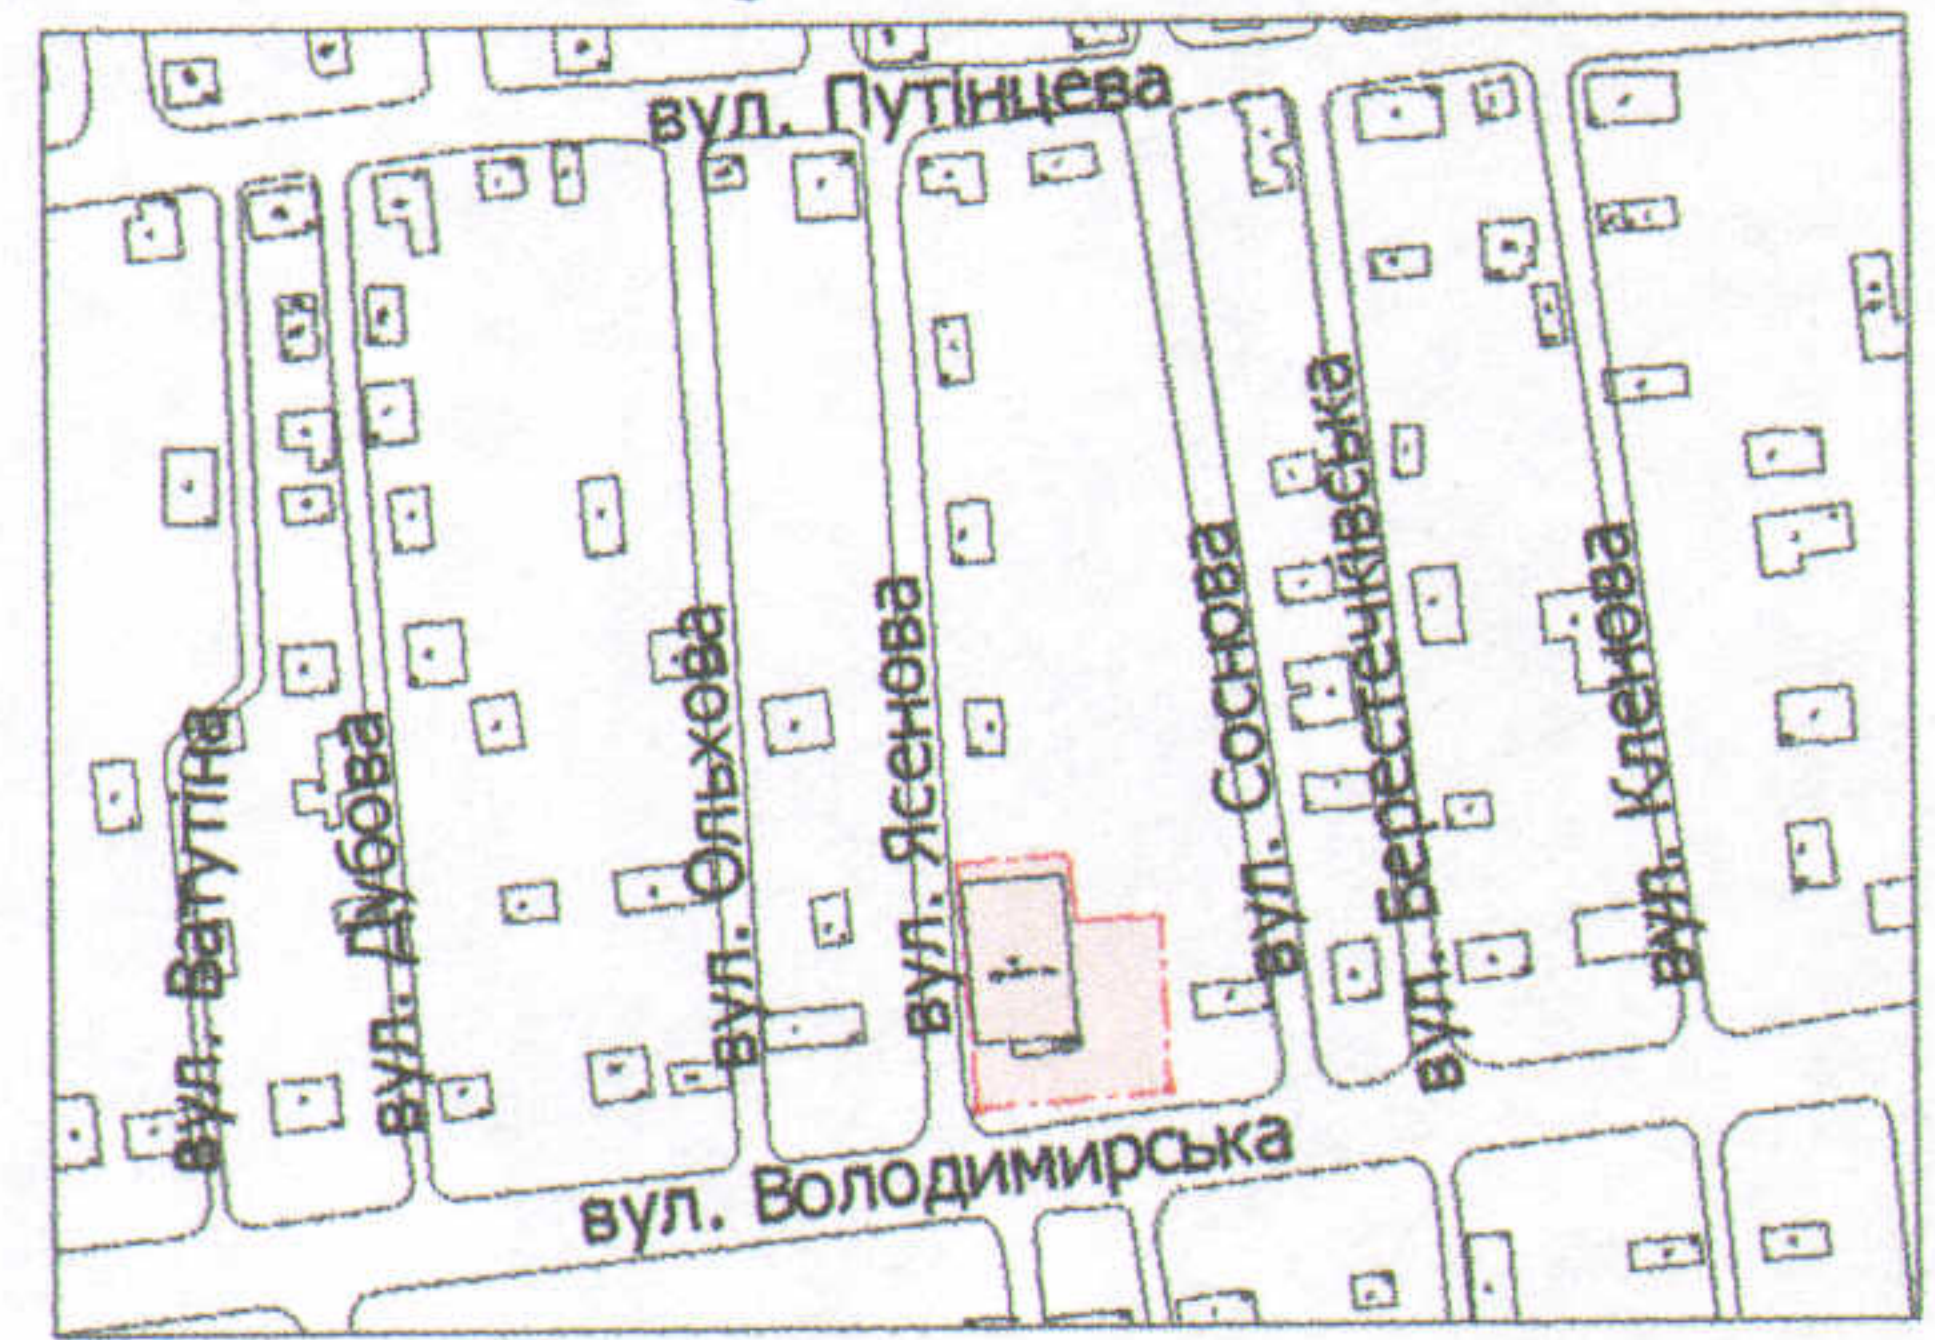 вул. Путінцева
вул. Ватутіна
вул. Дубова
вул. Ольхова
вул. Ясенова
вул. Соснова
вул. Берестечківська
вул. Кленова
вул. Володимирська